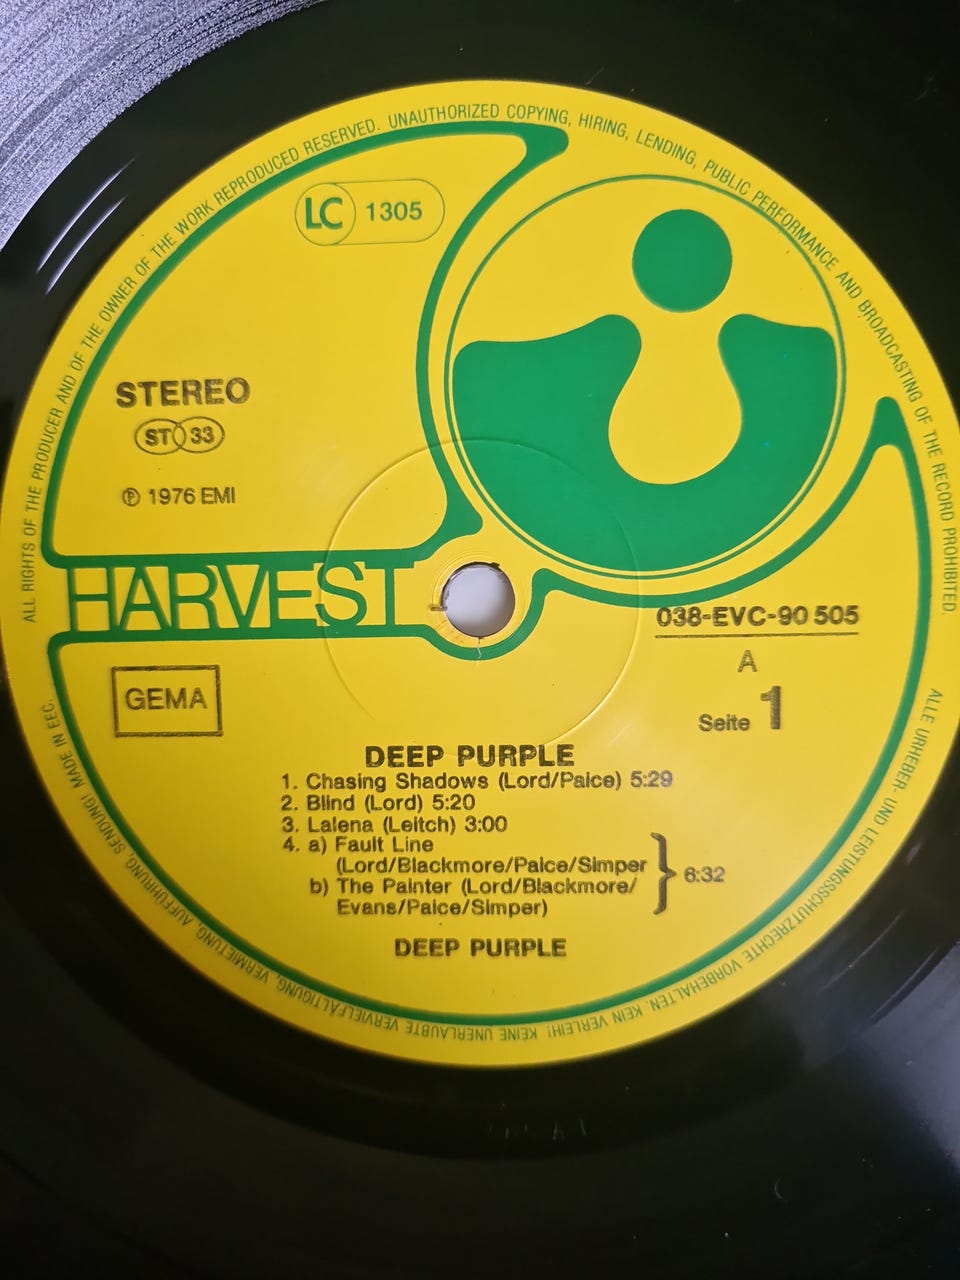 ALL RIGHTS OF THE PRODUCER AND OF THE OWNER OF THE WORK REPRODUCED RESERVED. UNAUTHORIZED COPYING, HIRING, LENDING, PUBLIC PERFORMANCE AND BROADCASTING OF THE RECORD PROHIBITED.
LC 1305
STEREO
ST 33
℗ 1976 EMI
HARVEST
038-EVC-90 505
A
Seite 1
GEMA
DEEP PURPLE
1. Chasing Shadows (Lord/Paice) 5:29
2. Blind (Lord) 5:20
3. Lalena (Leitch) 3:00
4. a) Fault Line
(Lord/Blackmore/Paice/Simper
b) The Painter (Lord/Blackmore/
Evans/Paice/Simper)
} 6:32
DEEP PURPLE
ALLE URHEBER- UND LEISTUNGSSCHUTZRECHTE VORBEHALTEN. KEIN VERLEIH! KEINE UNERLAUBTE VERVIELFÄLTIGUNG, VERMIETUNG, AUFFÜHRUNG, SENDUNG! MADE IN EEC.